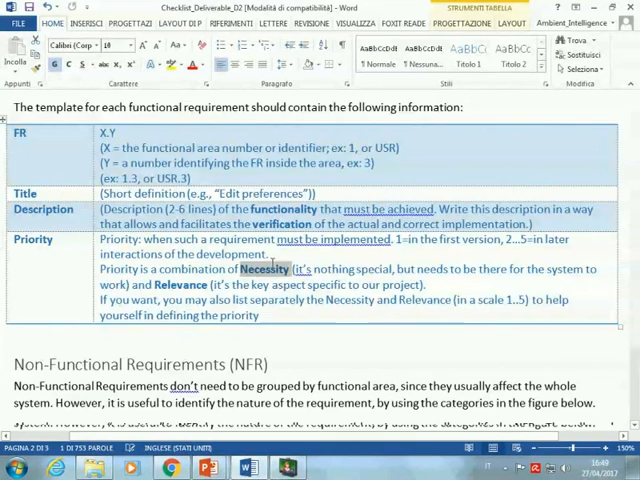 Checklist_Deliverable_D2 [Modalità di compatibilità] - Word
STRUMENTI TABELLA
FILE HOME INSERISCI PROGETTAZI LAYOUT DI P RIFERIMENTI LETTERE REVISIONE VISUALIZZA FOXIT READER PROGETTAZIONE LAYOUT Ambient_Intelligence
Incolla
Calibri (Corp 10
G C S
AaBbCcDdI AaBbCcDdI AaBbCcI AaBbCcD
¶ Normale ¶ Nessuna... Titolo 1 Titolo 2
Trova
Sostituisci
Seleziona
Appunti Carattere Paragrafo Stili Modifica
The template for each functional requirement should contain the following information:
FR X.Y
(X = the functional area number or identifier; ex: 1, or USR)
(Y = a number identifying the FR inside the area, ex: 3)
(ex: 1.3, or USR.3)
Title (Short definition (e.g., “Edit preferences”))
Description (Description (2-6 lines) of the functionality that must be achieved. Write this description in a way
that allows and facilitates the verification of the actual and correct implementation.)
Priority Priority: when such a requirement must be implemented. 1=in the first version, 2...5=in later
interactions of the development.
Priority is a combination of Necessity (it’s nothing special, but needs to be there for the system to
work) and Relevance (it’s the key aspect specific to our project).
If you want, you may also list separately the Necessity and Relevance (in a scale 1..5) to help
yourself in defining the priority
Non-Functional Requirements (NFR)
Non-Functional Requirements don’t need to be grouped by functional area, since they usually affect the whole
system. However, it is useful to identify the nature of the requirement, by using the categories in the figure below.
PAGINA 2 DI 3 1 DI 753 PAROLE INGLESE (STATI UNITI) 150%
IT 16:49
27/04/2017